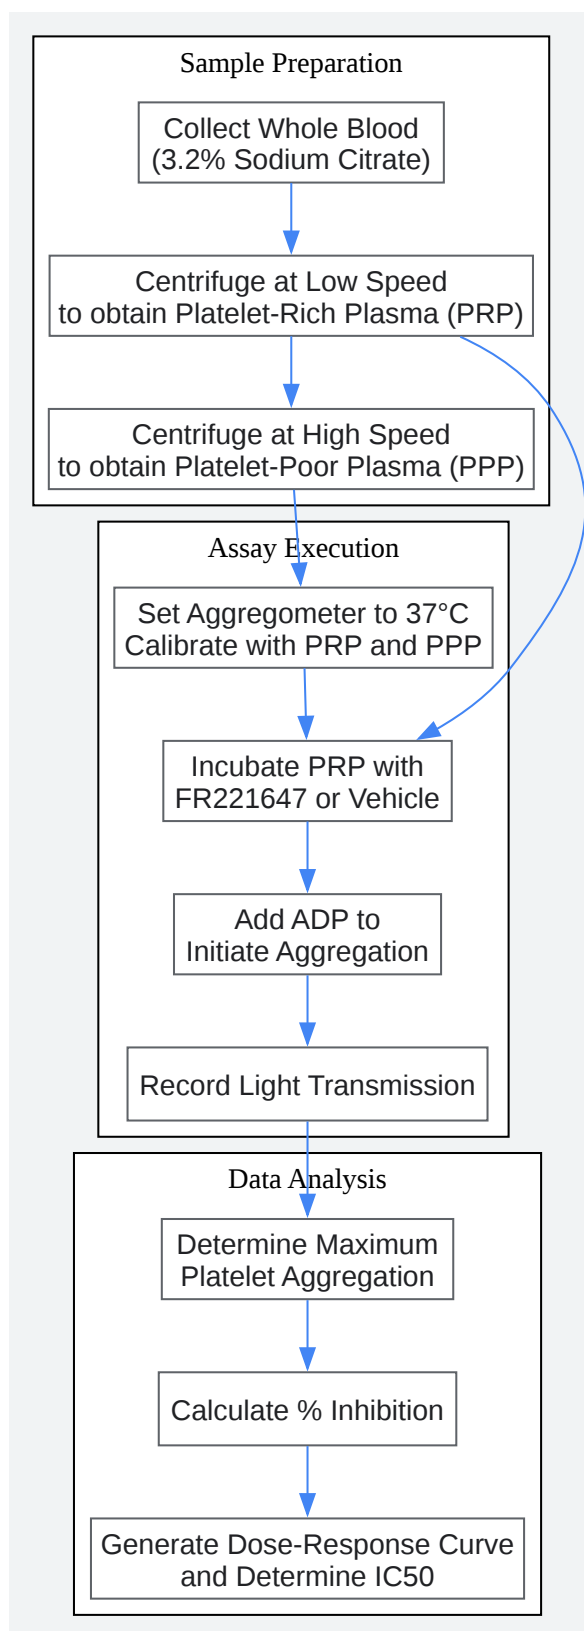 Sample Preparation
Collect Whole Blood
(3.2% Sodium Citrate)
Centrifuge at Low Speed
to obtain Platelet-Rich Plasma (PRP)
Centrifuge at High Speed
to obtain Platelet-Poor Plasma (PPP)
Assay Execution
Set Aggregometer to 37°C
Calibrate with PRP and PPP
Incubate PRP with
FR221647 or Vehicle
Add ADP to
Initiate Aggregation
Record Light Transmission
Data Analysis
Determine Maximum
Platelet Aggregation
Calculate % Inhibition
Generate Dose-Response Curve
and Determine IC50